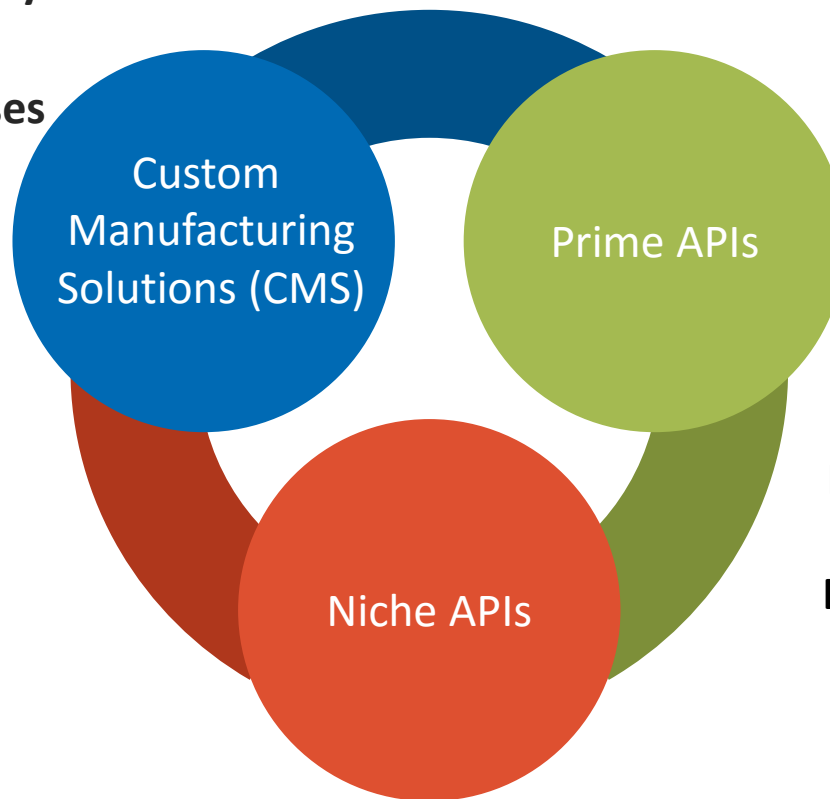 Custom
Manufacturing
Solutions (CMS)
Prime APIs
Niche APIs